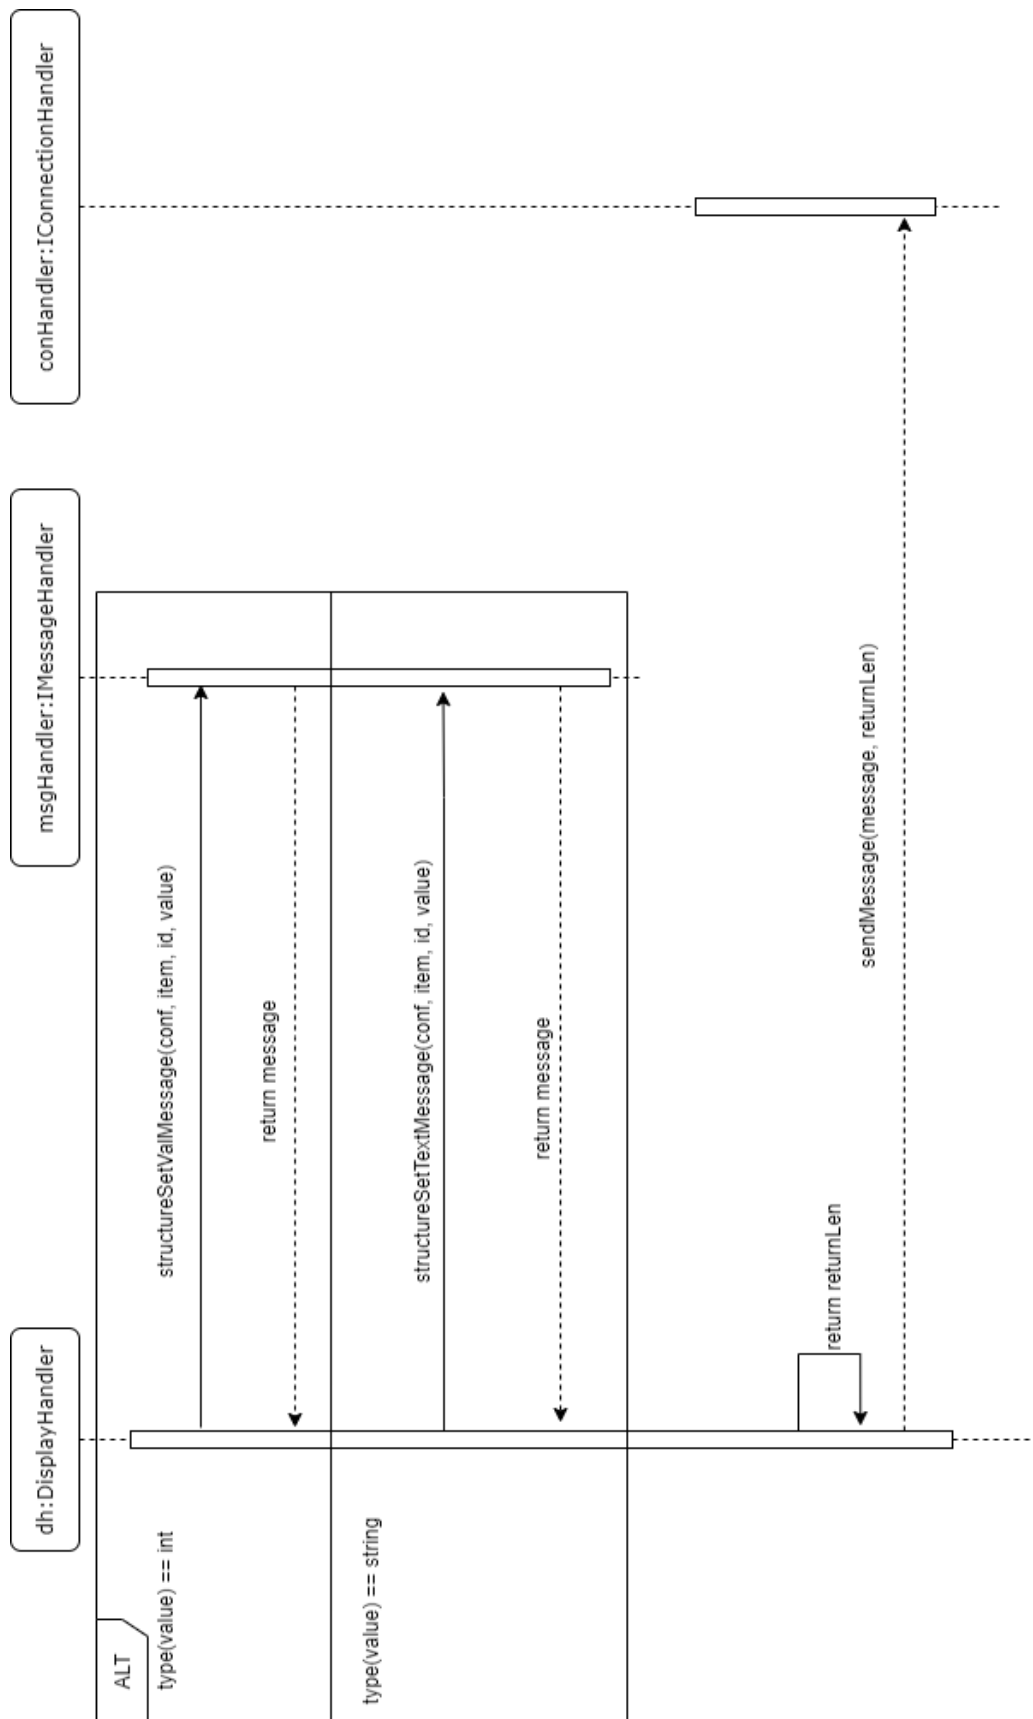 dh:DisplayHandler
msgHandler:IMessageHandler
conHandler:IConnectionHandler
ALT
type(value) == int
structureSetValMessage(conf, item, id, value)
return message
type(value) == string
structureSetTextMessage(conf, item, id, value)
return message
return returnLen
sendMessage(message, returnLen)